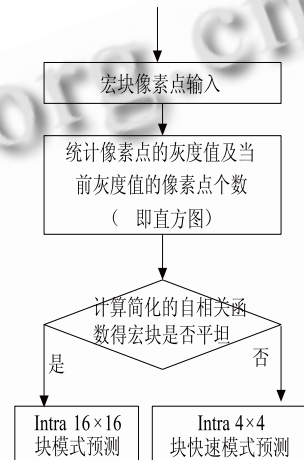 org cn
宏块像素点输入
统计像素点的灰度值及当
前灰度值的像素点个数
( 即直方图)
计算简化的自相关函
数得宏块是否平坦
是
否
Intra 16×16
块模式预测
Intra 4×4
块快速模式预测